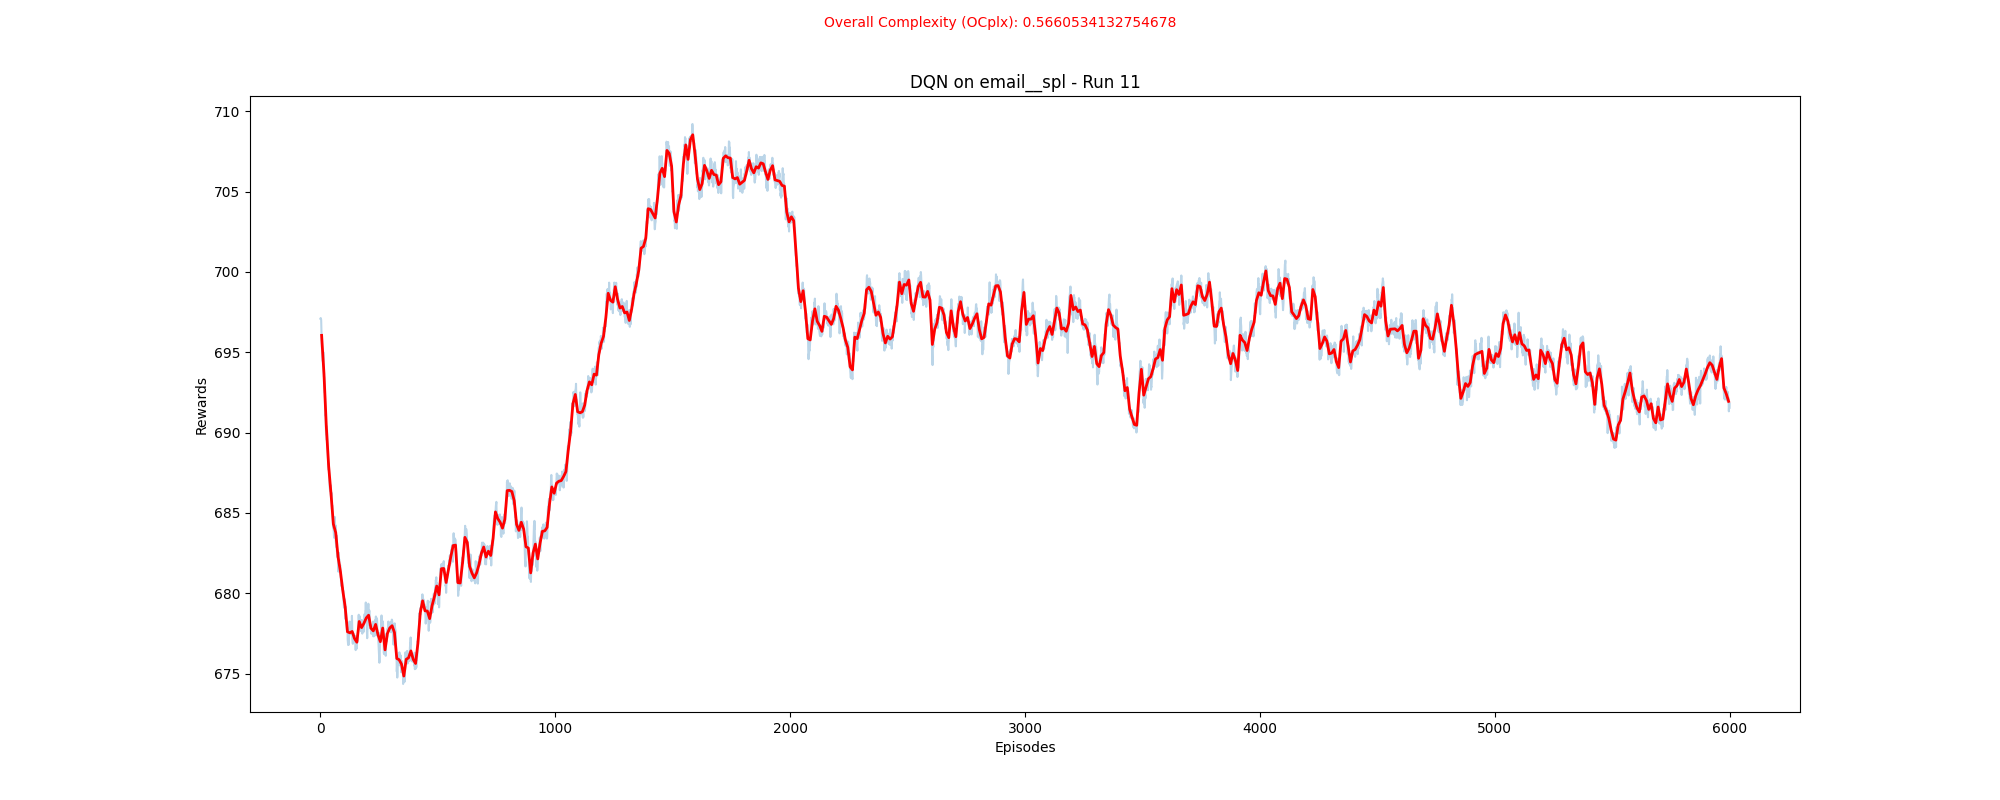 Overall Complexity (OCplx): 0.5660534132754678
DQN on email__spl - Run 11
710
705
700
695
690
685
680
675
Rewards
0 1000 2000 3000 4000 5000 6000
Episodes